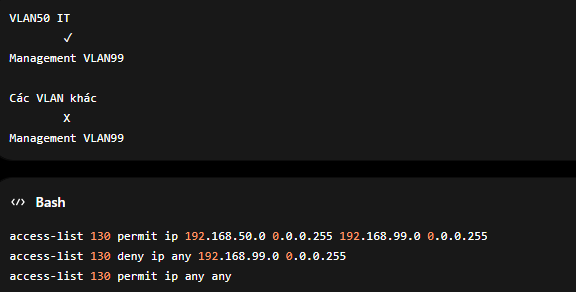 VLAN50 IT
✓
Management VLAN99
Các VLAN khác
X
Management VLAN99
</> Bash
access-list 130 permit ip 192.168.50.0 0.0.0.255 192.168.99.0 0.0.0.255
access-list 130 deny ip any 192.168.99.0 0.0.0.255
access-list 130 permit ip any any